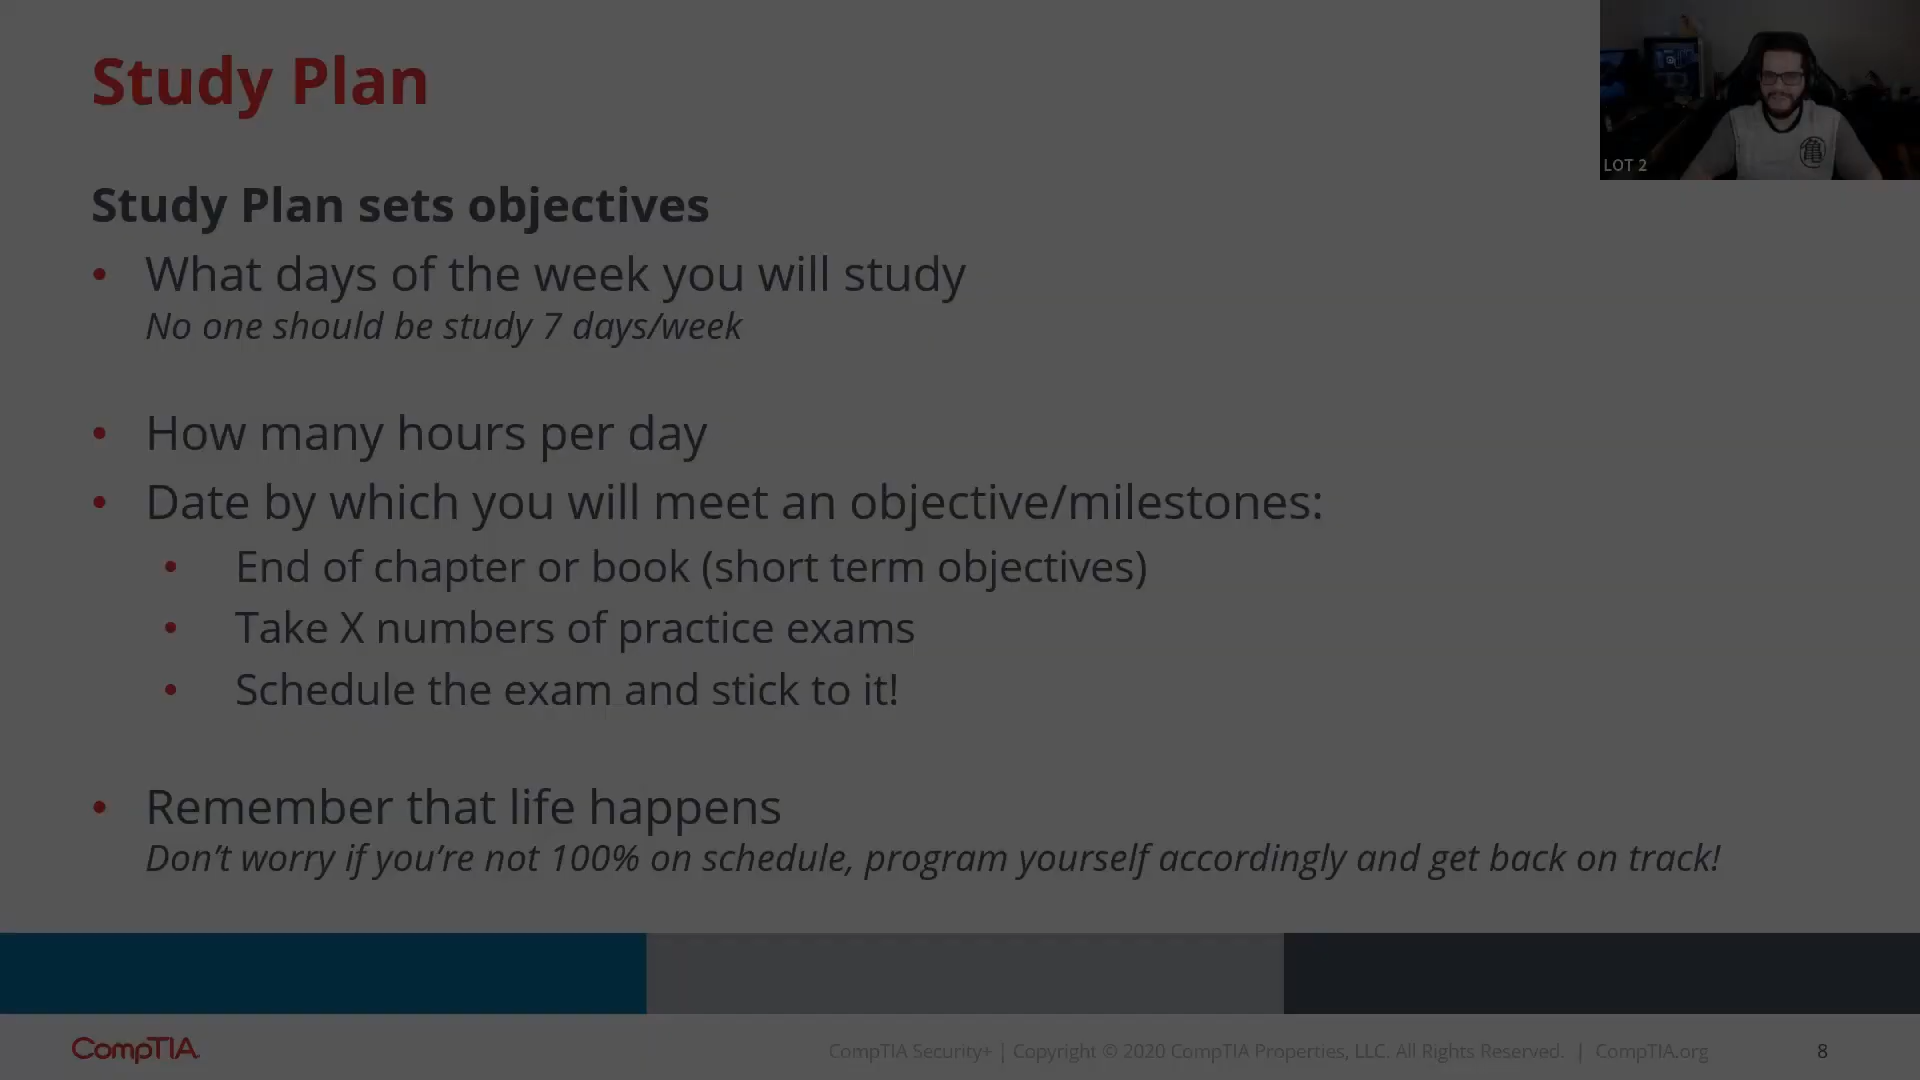 Study Plan
LOT 2
Study Plan sets objectives
• What days of the week you will study
No one should be study 7 days/week
• How many hours per day
• Date by which you will meet an objective/milestones:
• End of chapter or book (short term objectives)
• Take X numbers of practice exams
• Schedule the exam and stick to it!
• Remember that life happens
Don't worry if you're not 100% on schedule, program yourself accordingly and get back on track!
CompTIA. CompTIA Security+ | Copyright © 2020 CompTIA Properties, LLC. All Rights Reserved. | CompTIA.org 8